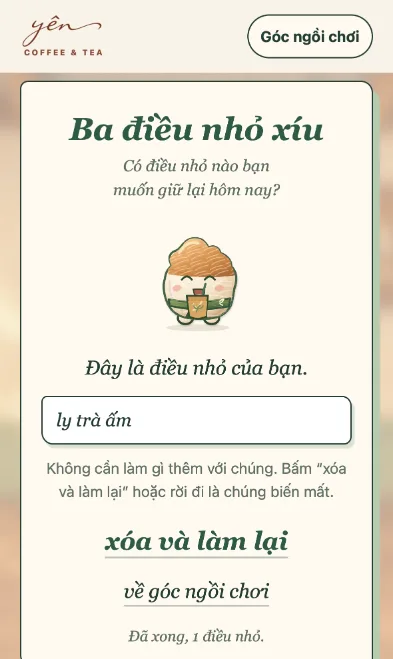 yên
COFFEE & TEA
Góc ngồi chơi
Ba điều nhỏ xíu
Có điều nhỏ nào bạn
muốn giữ lại hôm nay?
Đây là điều nhỏ của bạn.
ly trà ấm
Không cần làm gì thêm với chúng. Bấm “xóa
và làm lại” hoặc rời đi là chúng biến mất.
xóa và làm lại
về góc ngồi chơi
Đã xong, 1 điều nhỏ.